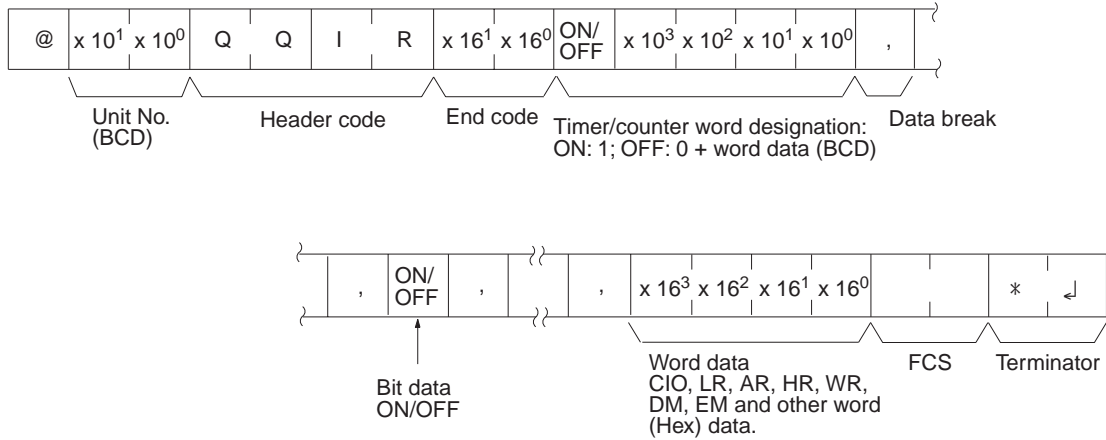 @ x 10¹ x 10⁰ Q Q I R x 16¹ x 16⁰ ON/OFF x 10³ x 10² x 10¹ x 10⁰ ,
Unit No.
(BCD)
Header code
End code
Timer/counter word designation:
ON: 1; OFF: 0 + word data (BCD)
Data break
, ON/OFF , , x 16³ x 16² x 16¹ x 16⁰ * ↲
Bit data
ON/OFF
Word data
CIO, LR, AR, HR, WR,
DM, EM and other word
(Hex) data.
FCS
Terminator